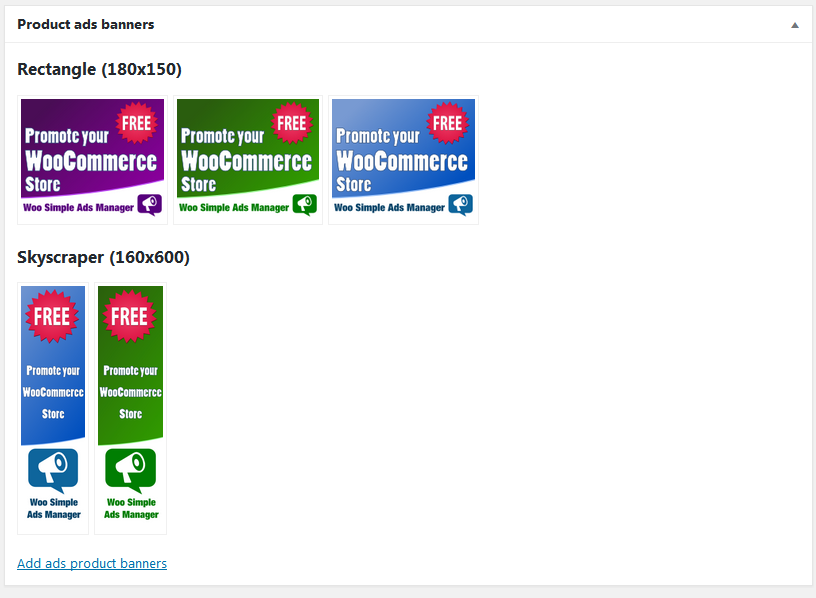 Product ads banners
Rectangle (180x150)
FREE
Promote your
WooCommerce
Store
Woo Simple Ads Manager
FREE
Promote your
WooCommerce
Store
Woo Simple Ads Manager
FREE
Promote your
WooCommerce
Store
Woo Simple Ads Manager
Skyscraper (160x600)
FREE
Promote your
WooCommerce
Store
Woo Simple
Ads Manager
FREE
Promote your
WooCommerce
Store
Woo Simple
Ads Manager
Add ads product banners